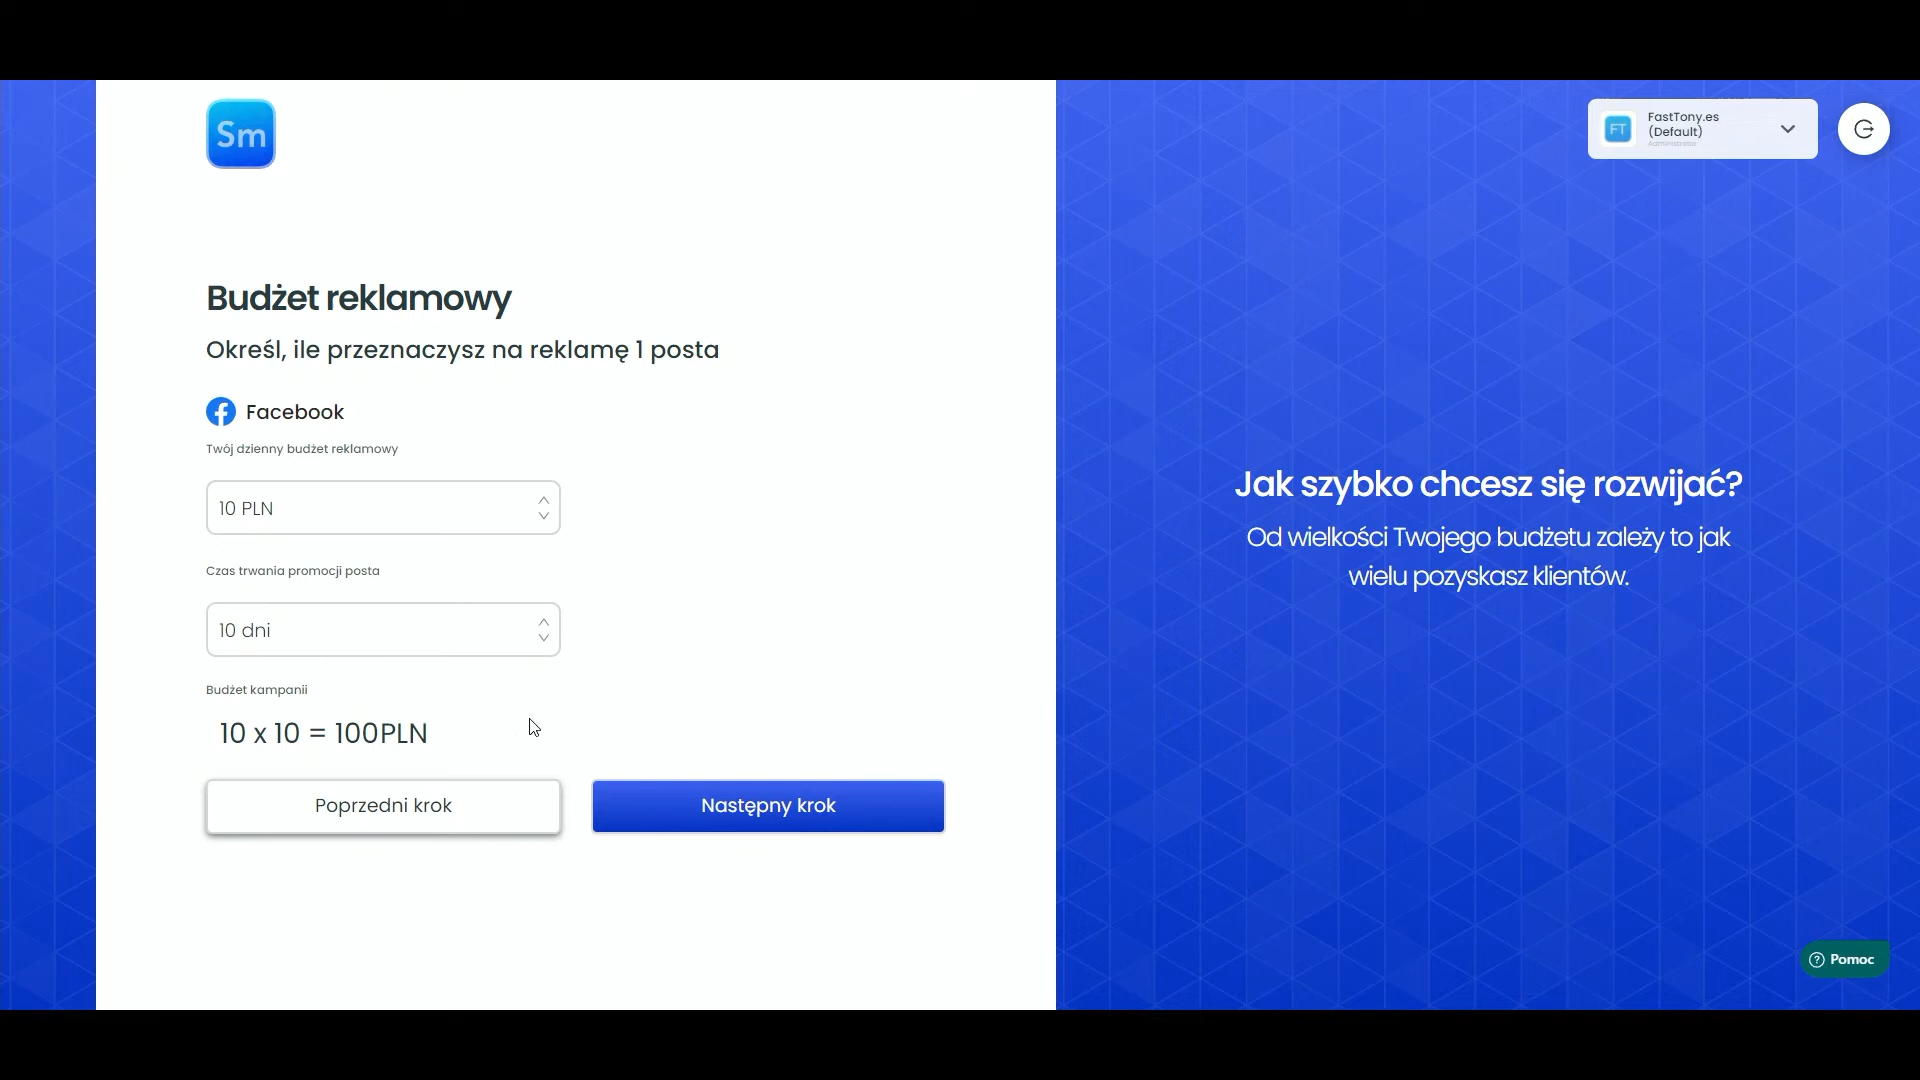 Sm
FT
FastTony.es
(Default)
Administrator
Budżet reklamowy
Określ, ile przeznaczysz na reklamę 1 posta
Facebook
Twój dzienny budżet reklamowy
10 PLN
Czas trwania promocji posta
10 dni
Budżet kampanii
10 x 10 = 100PLN
Poprzedni krok
Następny krok
Jak szybko chcesz się rozwijać?
Od wielkości Twojego budżetu zależy to jak
wielu pozyskasz klientów.
Pomoc